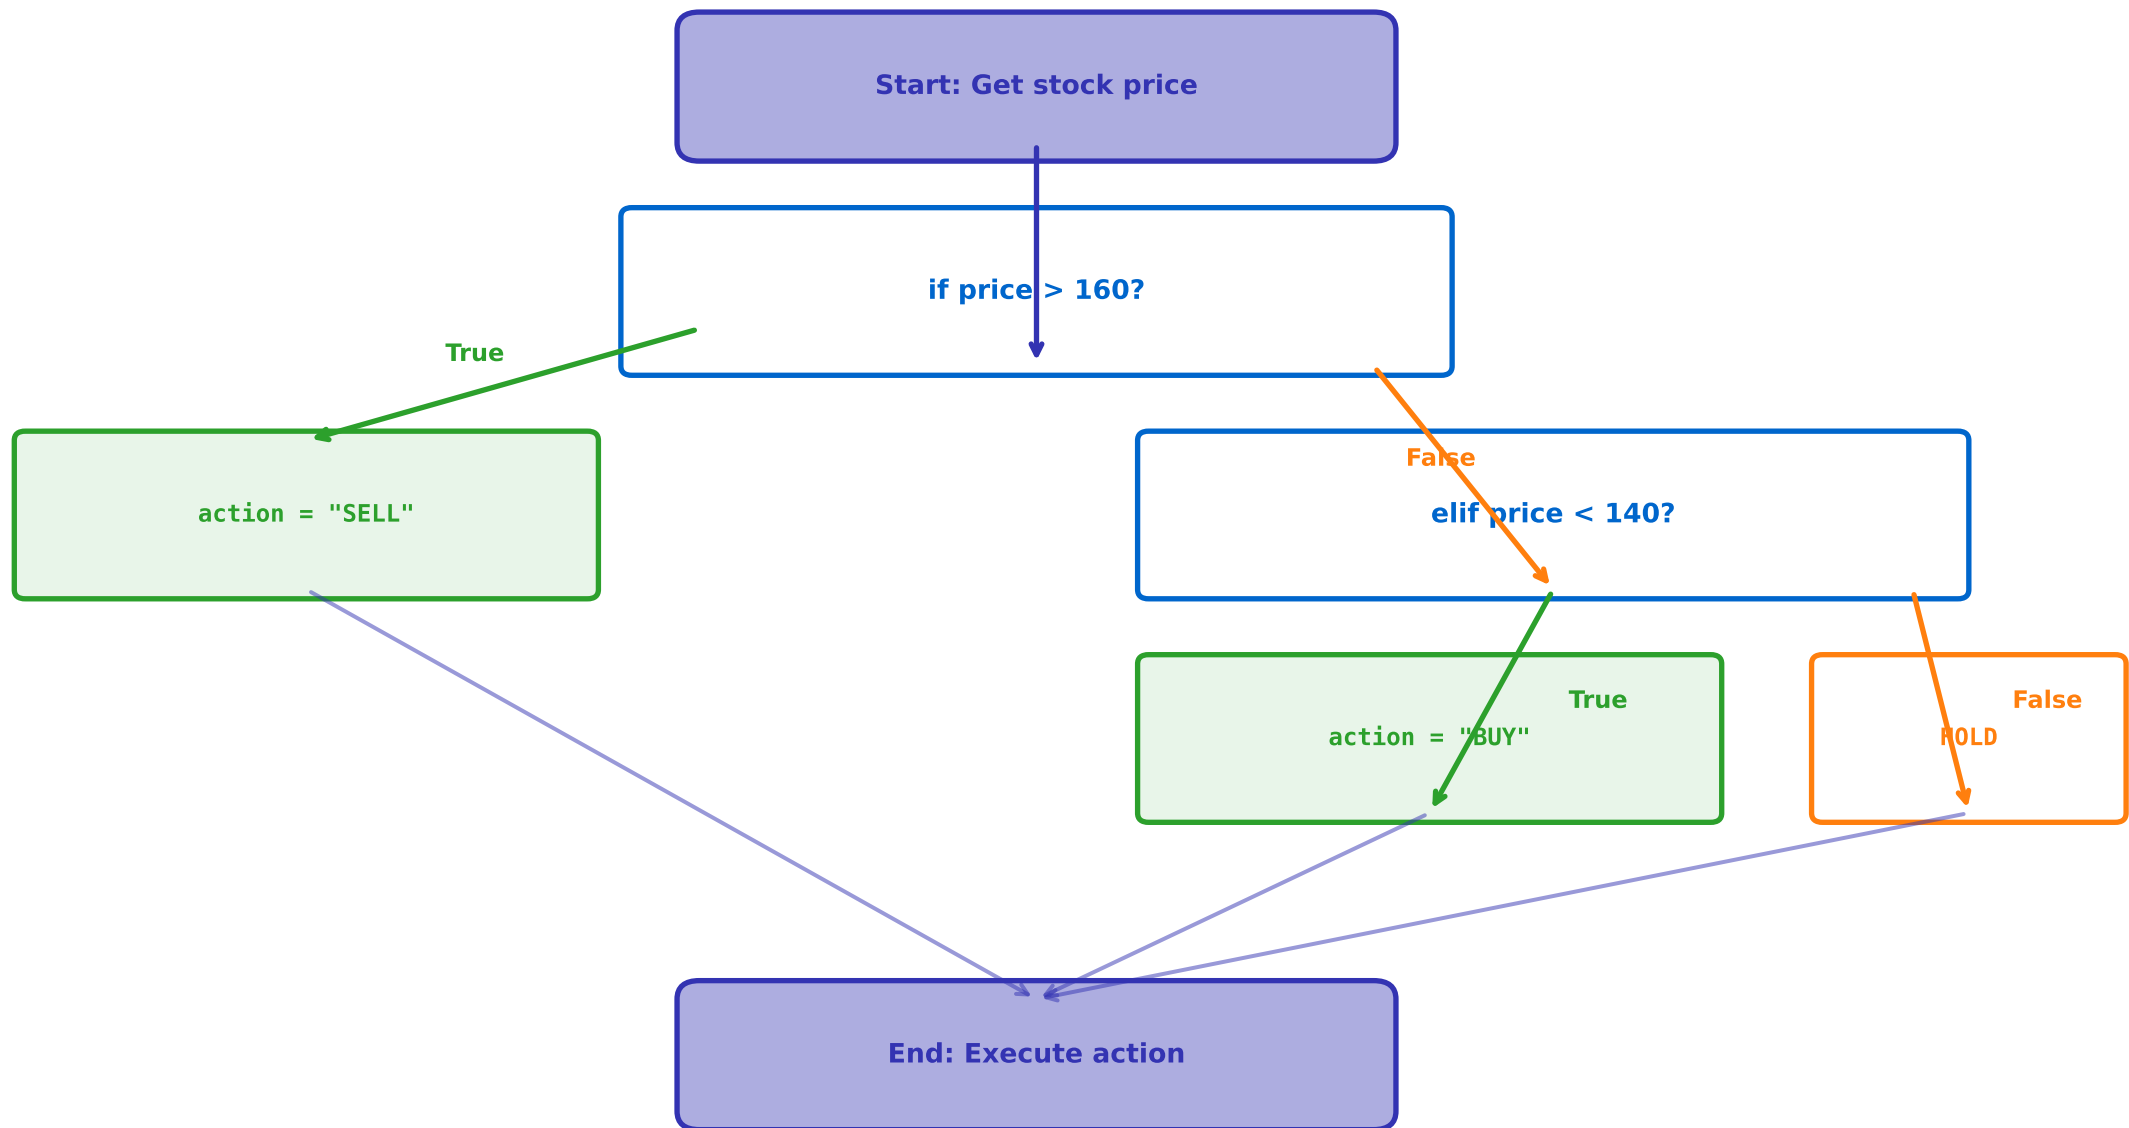 Start: Get stock price
if price > 160?
True
False
action = "SELL"
elif price < 140?
True
False
action = "BUY"
HOLD
End: Execute action